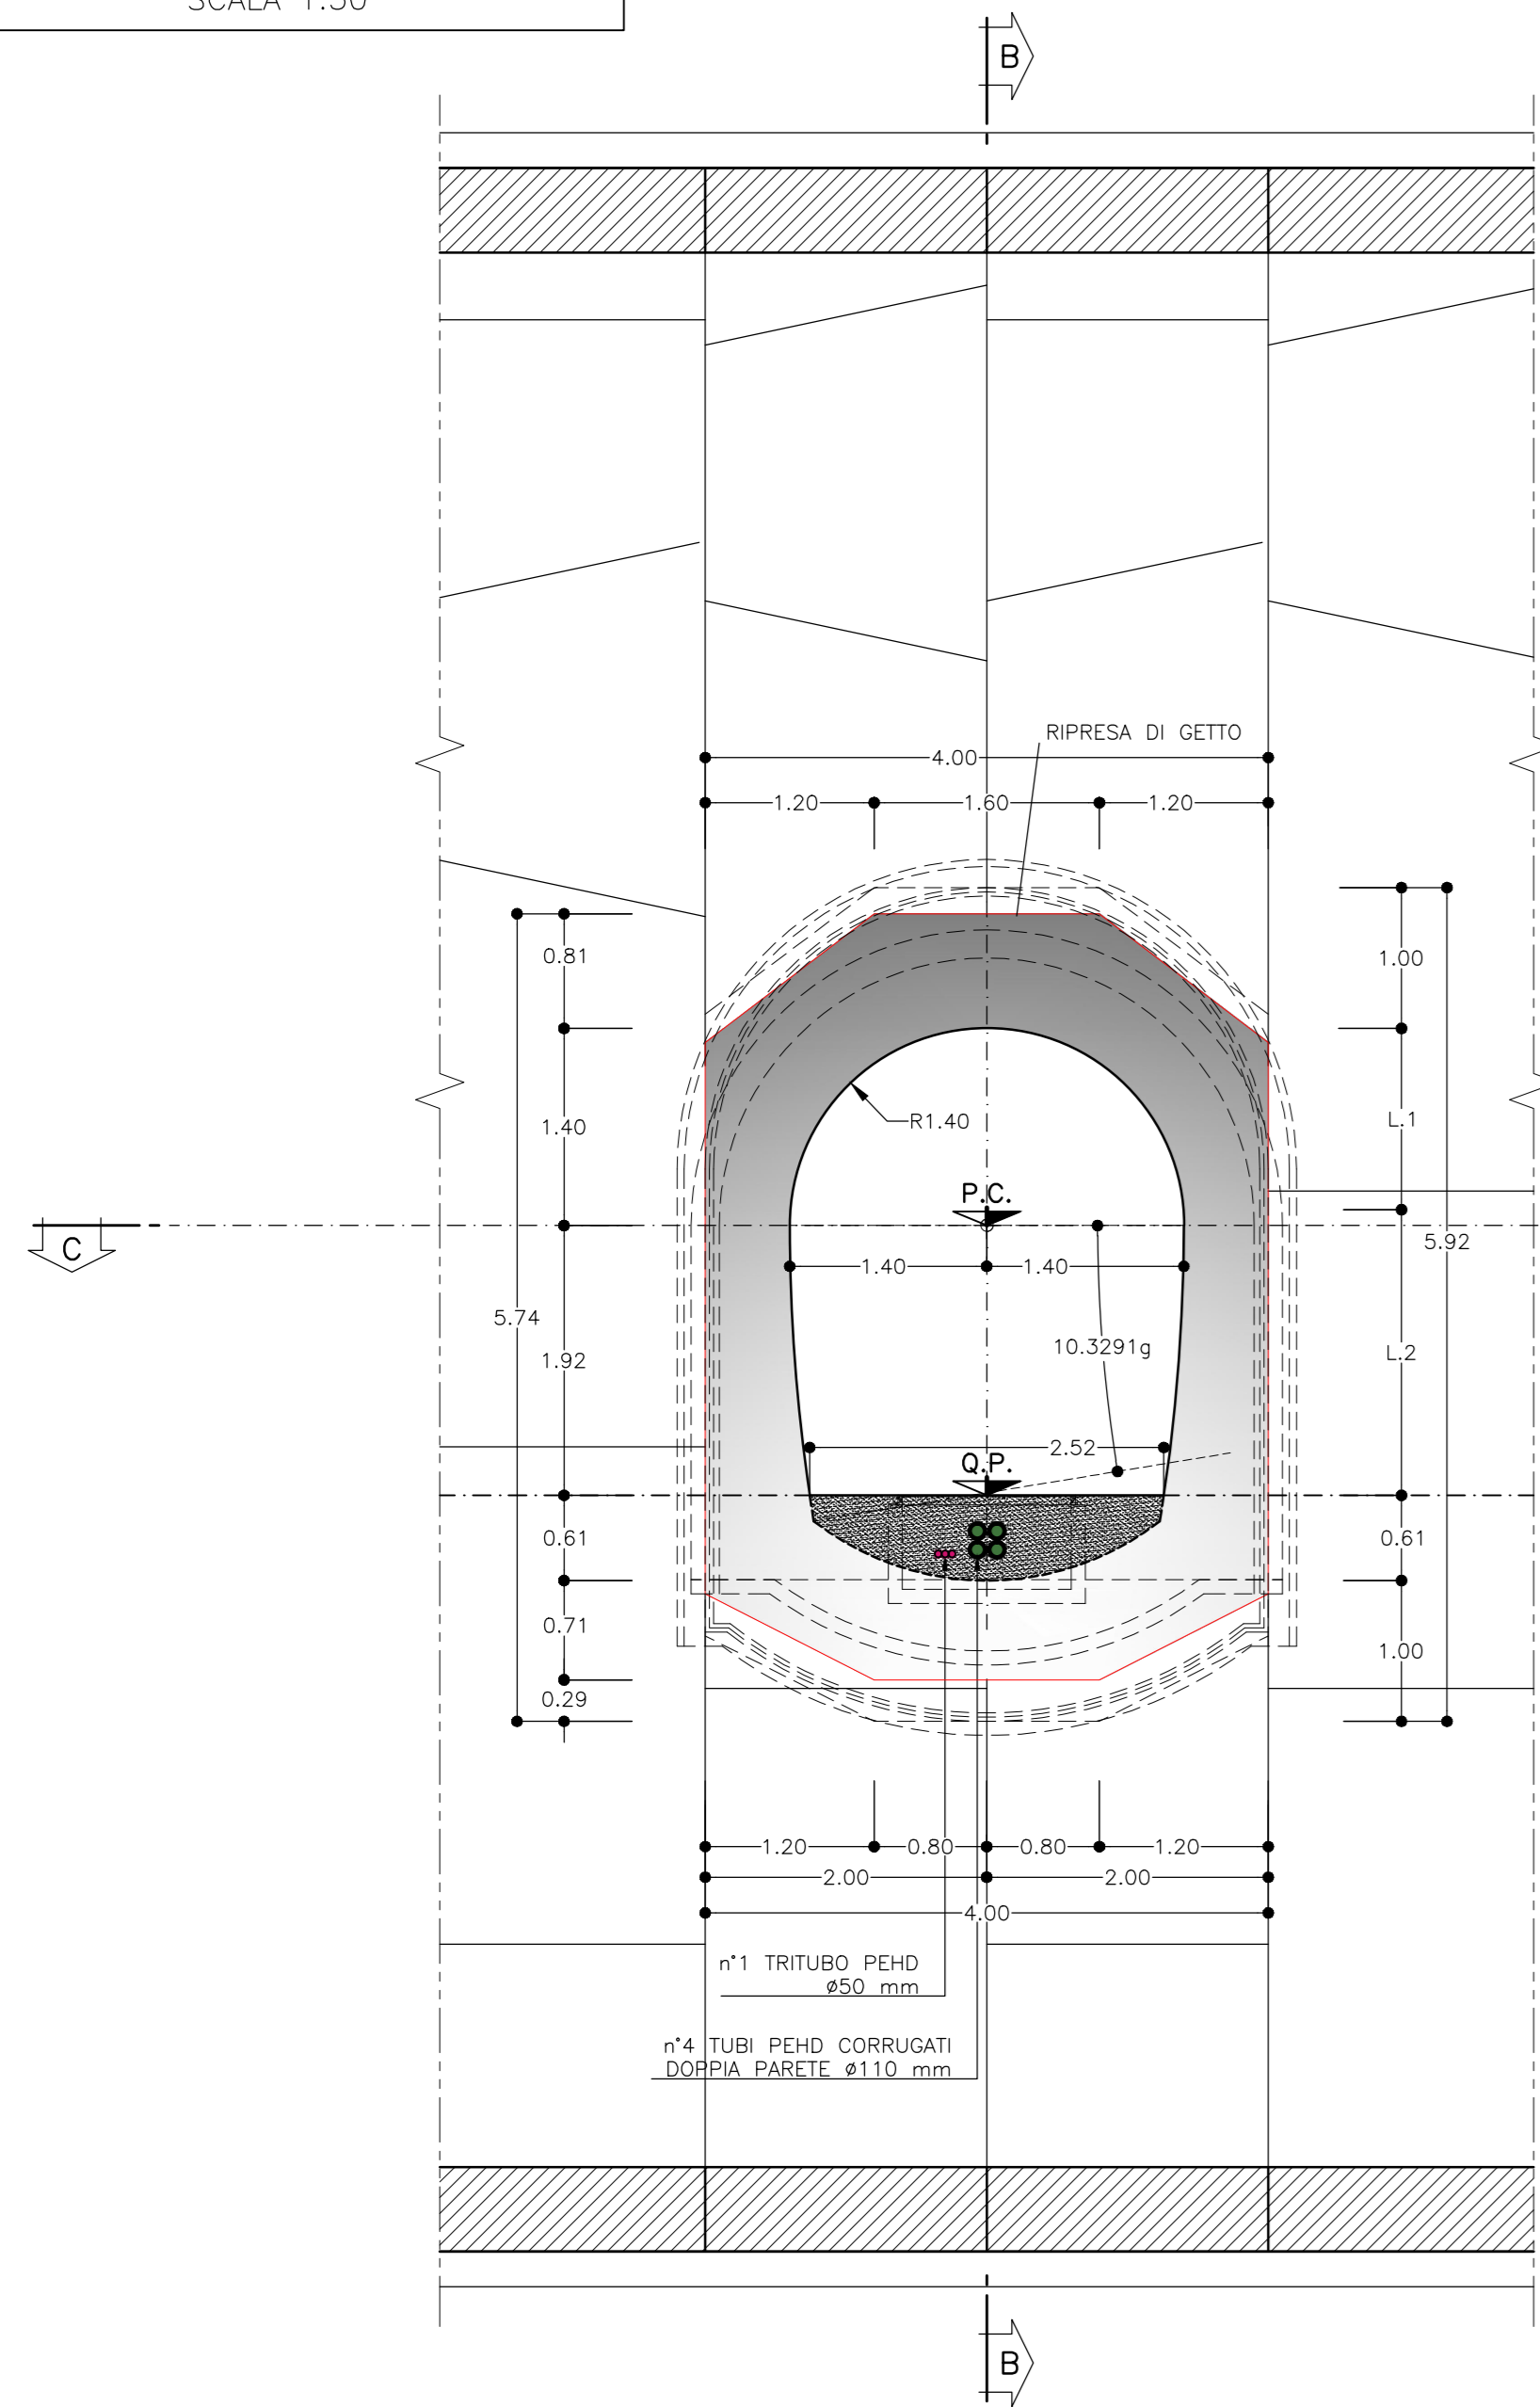 SCALA 1:50
B
RIPRESA DI GETTO
4.00
1.20
1.60
1.20
0.81
1.00
R1.40
1.40
L.1
P.C.
C
5.92
1.40
1.40
5.74
10.3291g
1.92
L.2
2.52
Q.P.
0.61
0.61
0.71
1.00
0.29
1.20
0.80
0.80
1.20
2.00
2.00
4.00
n°1 TRITUBO PEHD
ø50 mm
n°4 TUBI PEHD CORRUGATI
DOPPIA PARETE ø110 mm
B